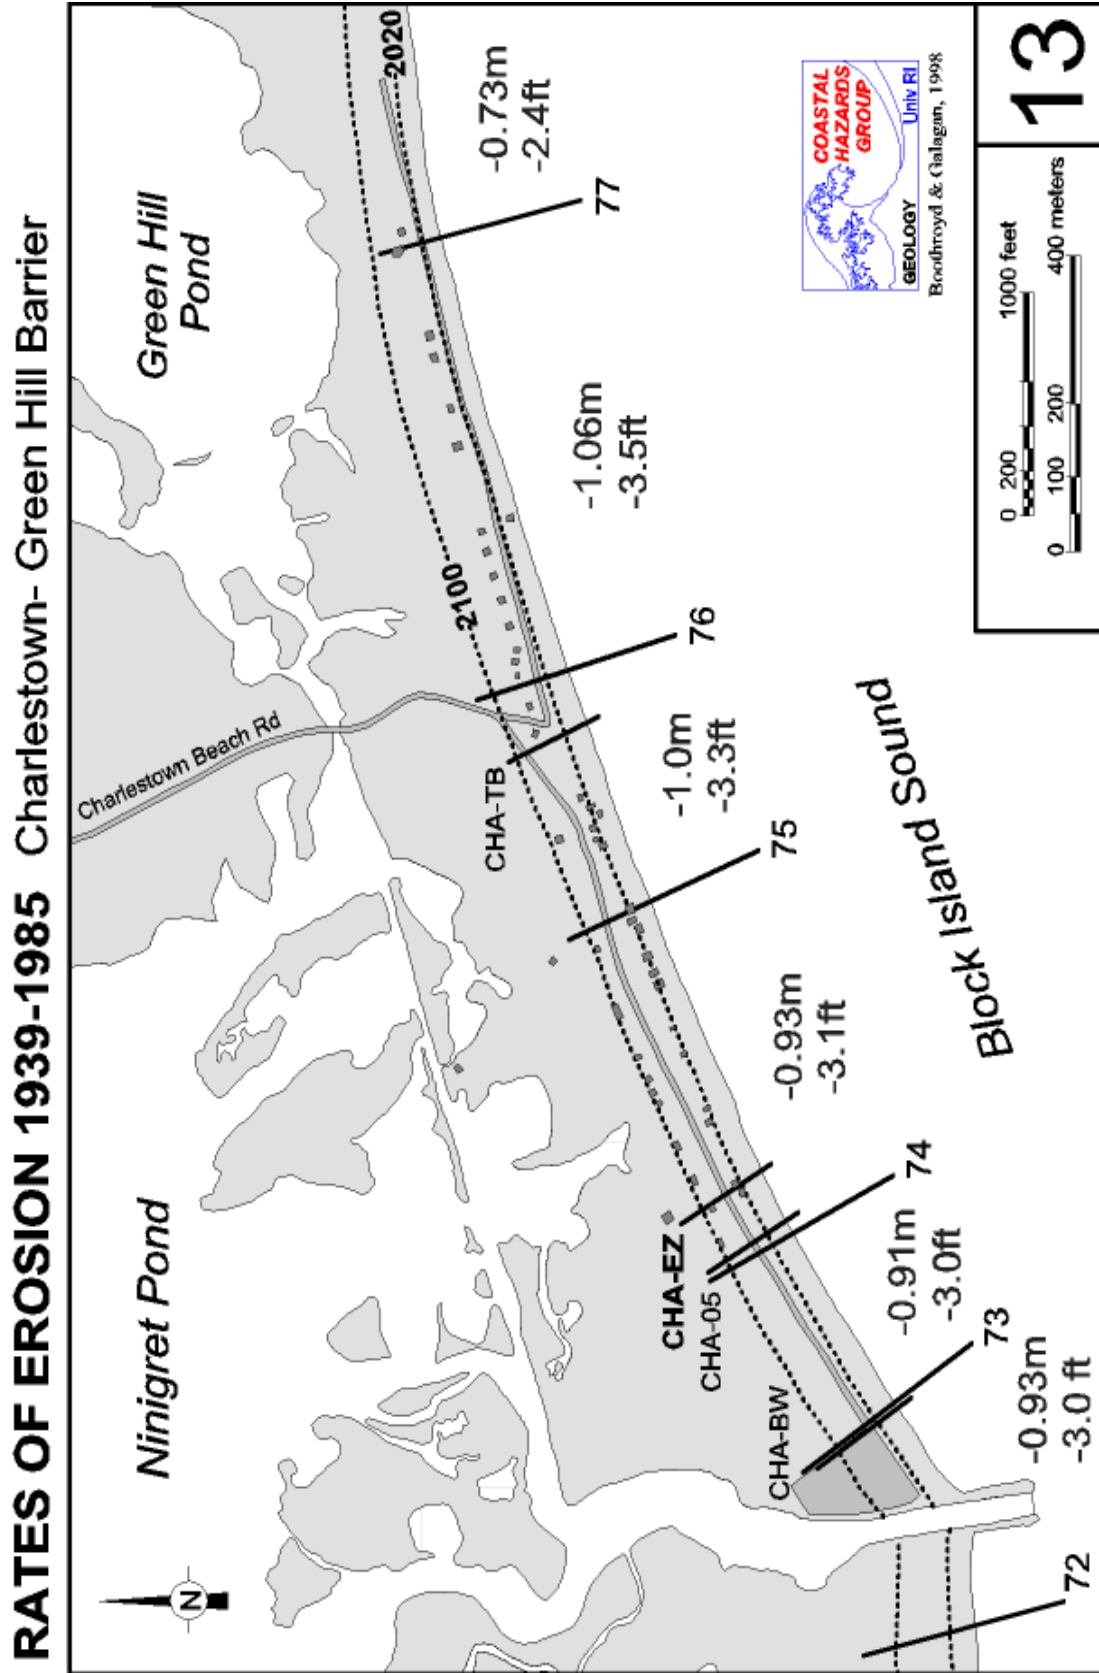 RATES OF EROSION 1939-1985 Charlestown- Green Hill Barrier
N
Ninigret Pond
Green Hill
Pond
Charlestown Beach Rd
2020
2100
CHA-TB
CHA-EZ
CHA-05
CHA-BW
72
-0.93m
-3.0 ft
73
-0.91m
-3.0ft
74
-0.93m
-3.1ft
75
-1.0m
-3.3ft
76
-1.06m
-3.5ft
77
-0.73m
-2.4ft
Block Island Sound
COASTAL
HAZARDS
GROUP
GEOLOGY Univ RI
Boothroyd & Galagan, 1998
0 200 1000 feet
0 100 200 400 meters
13